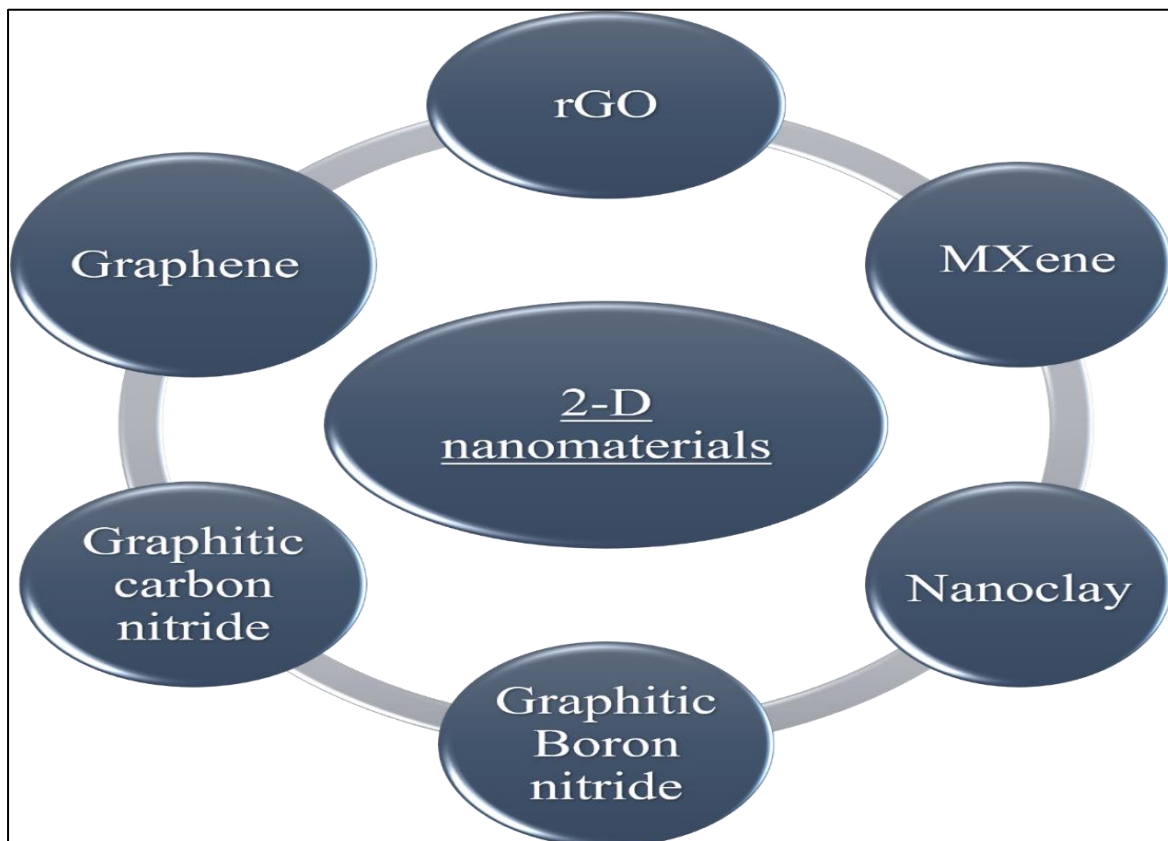 rGO
Graphene
MXene
2-D
nanomaterials
Graphitic
carbon
nitride
Nanoclay
Graphitic
Boron
nitride